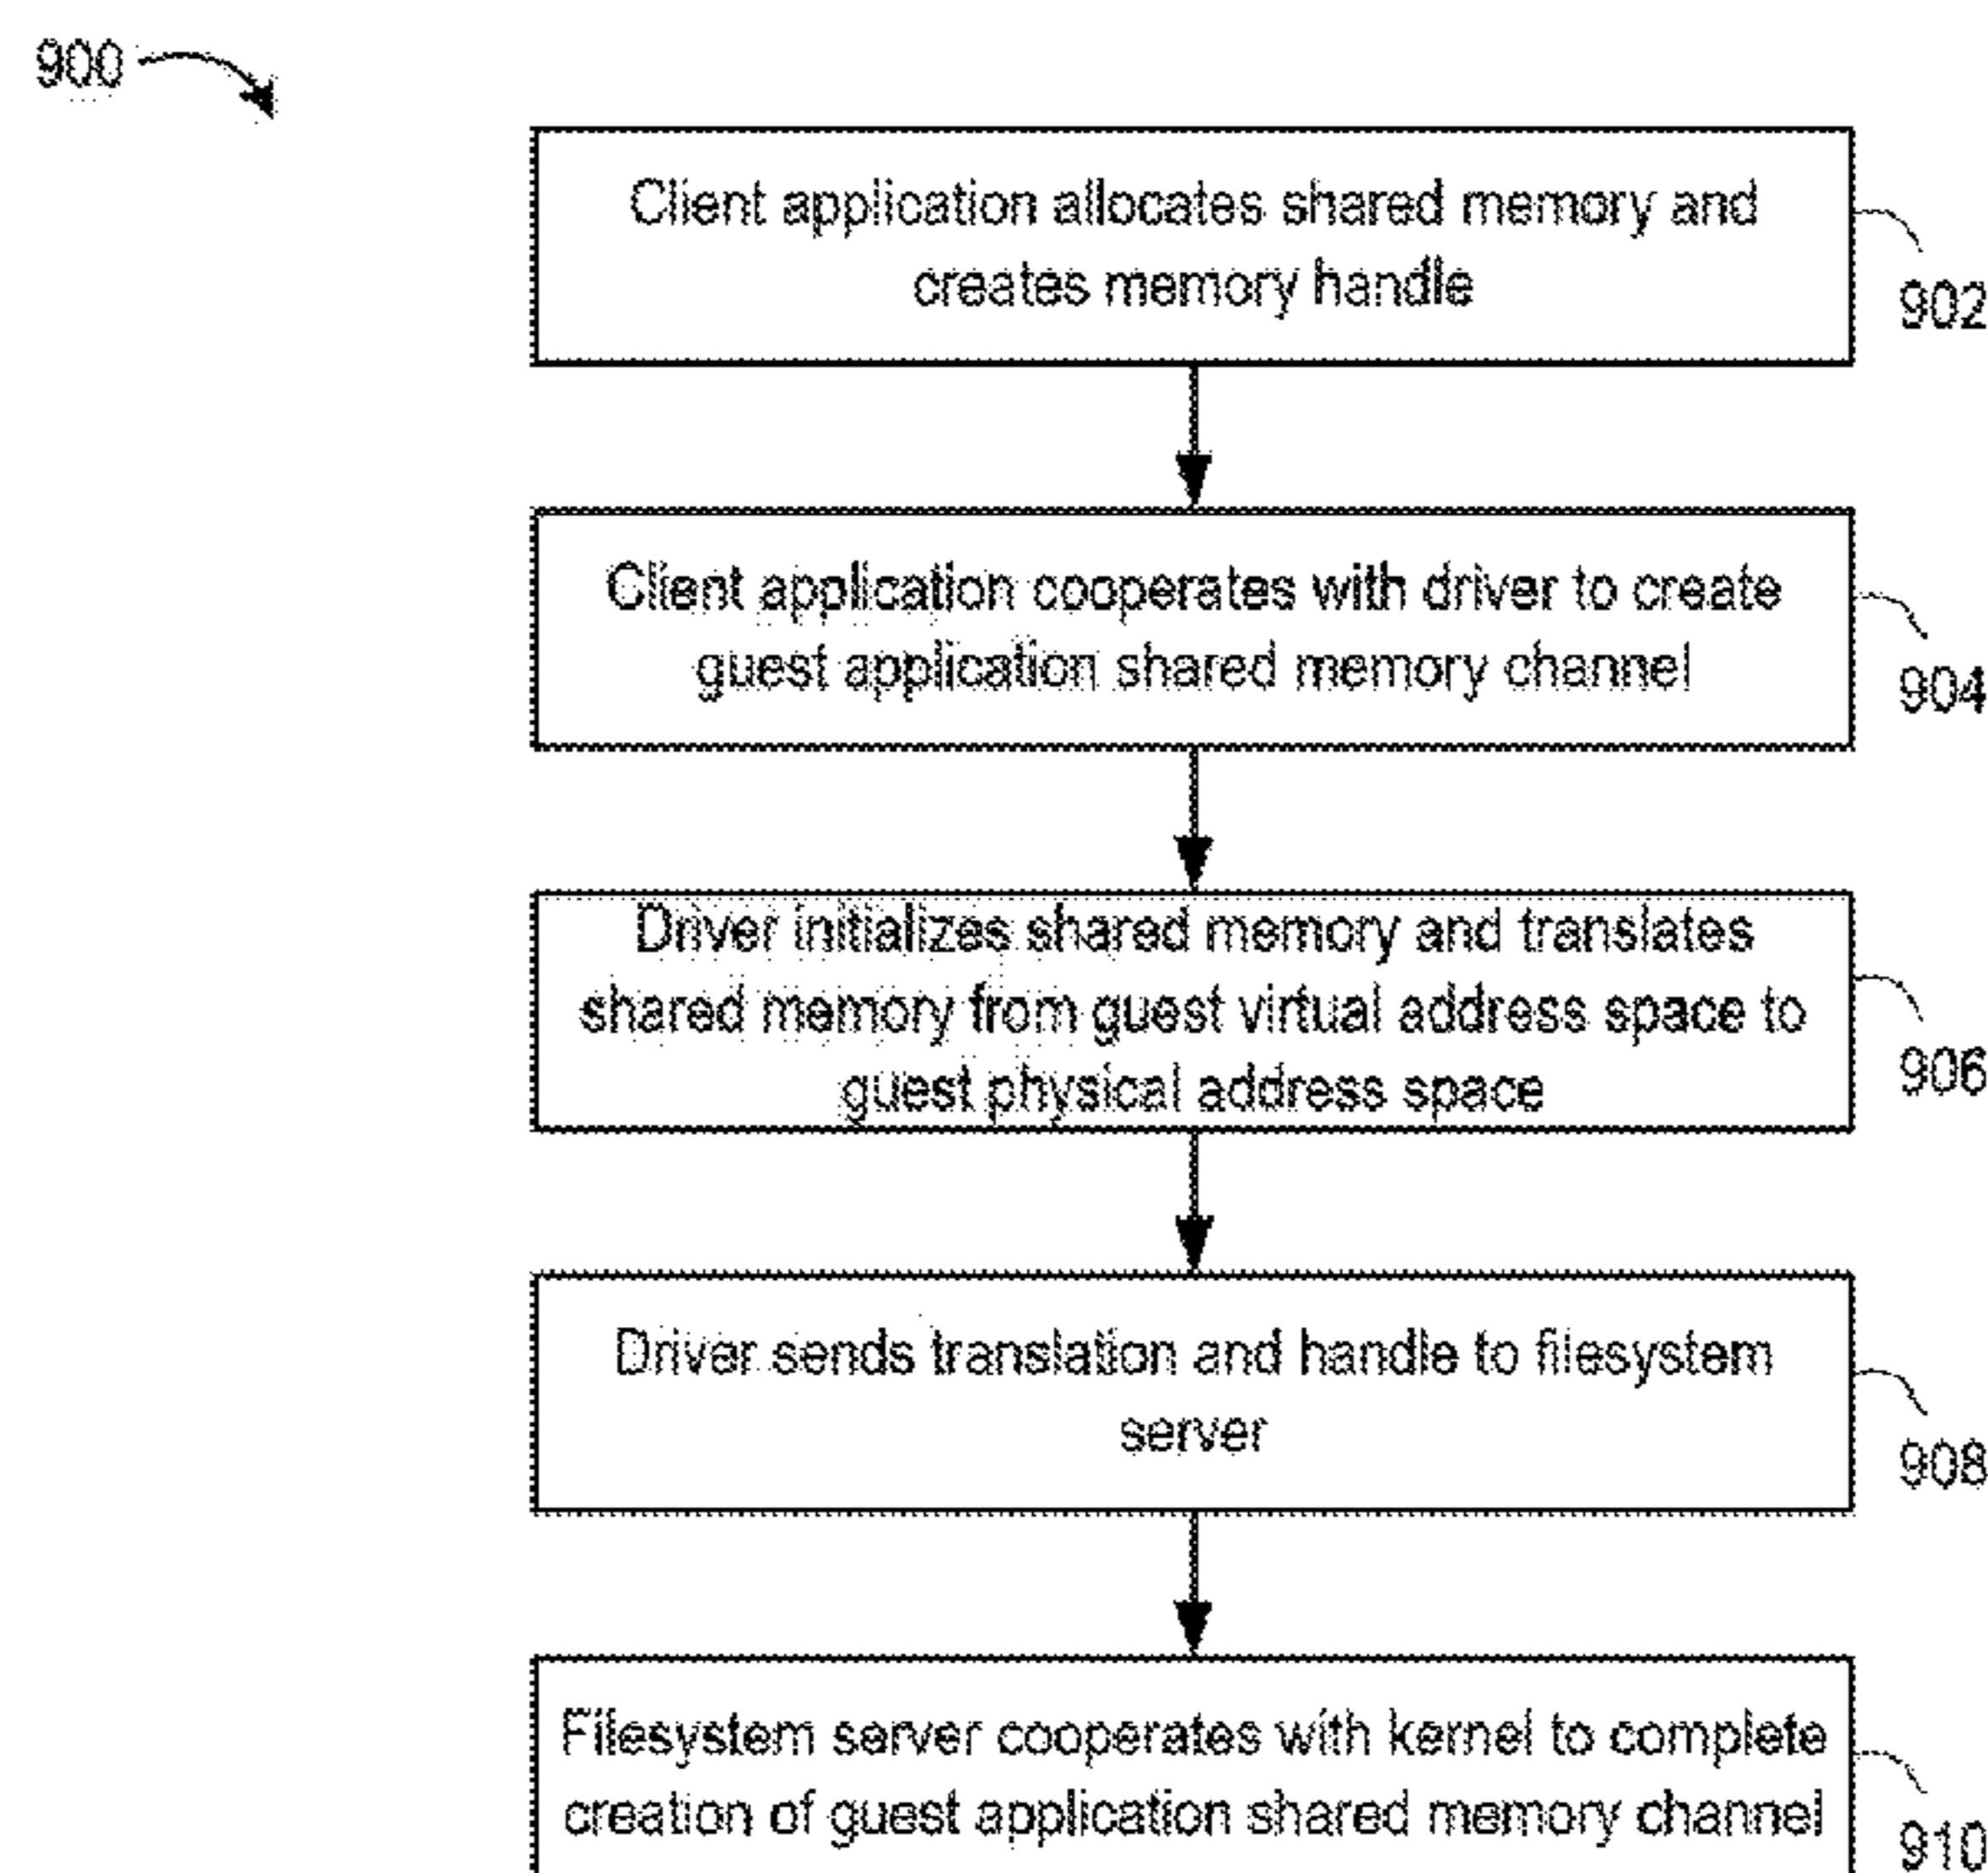 900
Client application allocates shared memory and
creates memory handle
902
Client application cooperates with driver to create
guest application shared memory channel
904
Driver initializes shared memory and translates
shared memory from guest virtual address space to
guest physical address space
906
Driver sends translation and handle to filesystem
server
908
Filesystem server cooperates with kernel to complete
creation of guest application shared memory channel
910